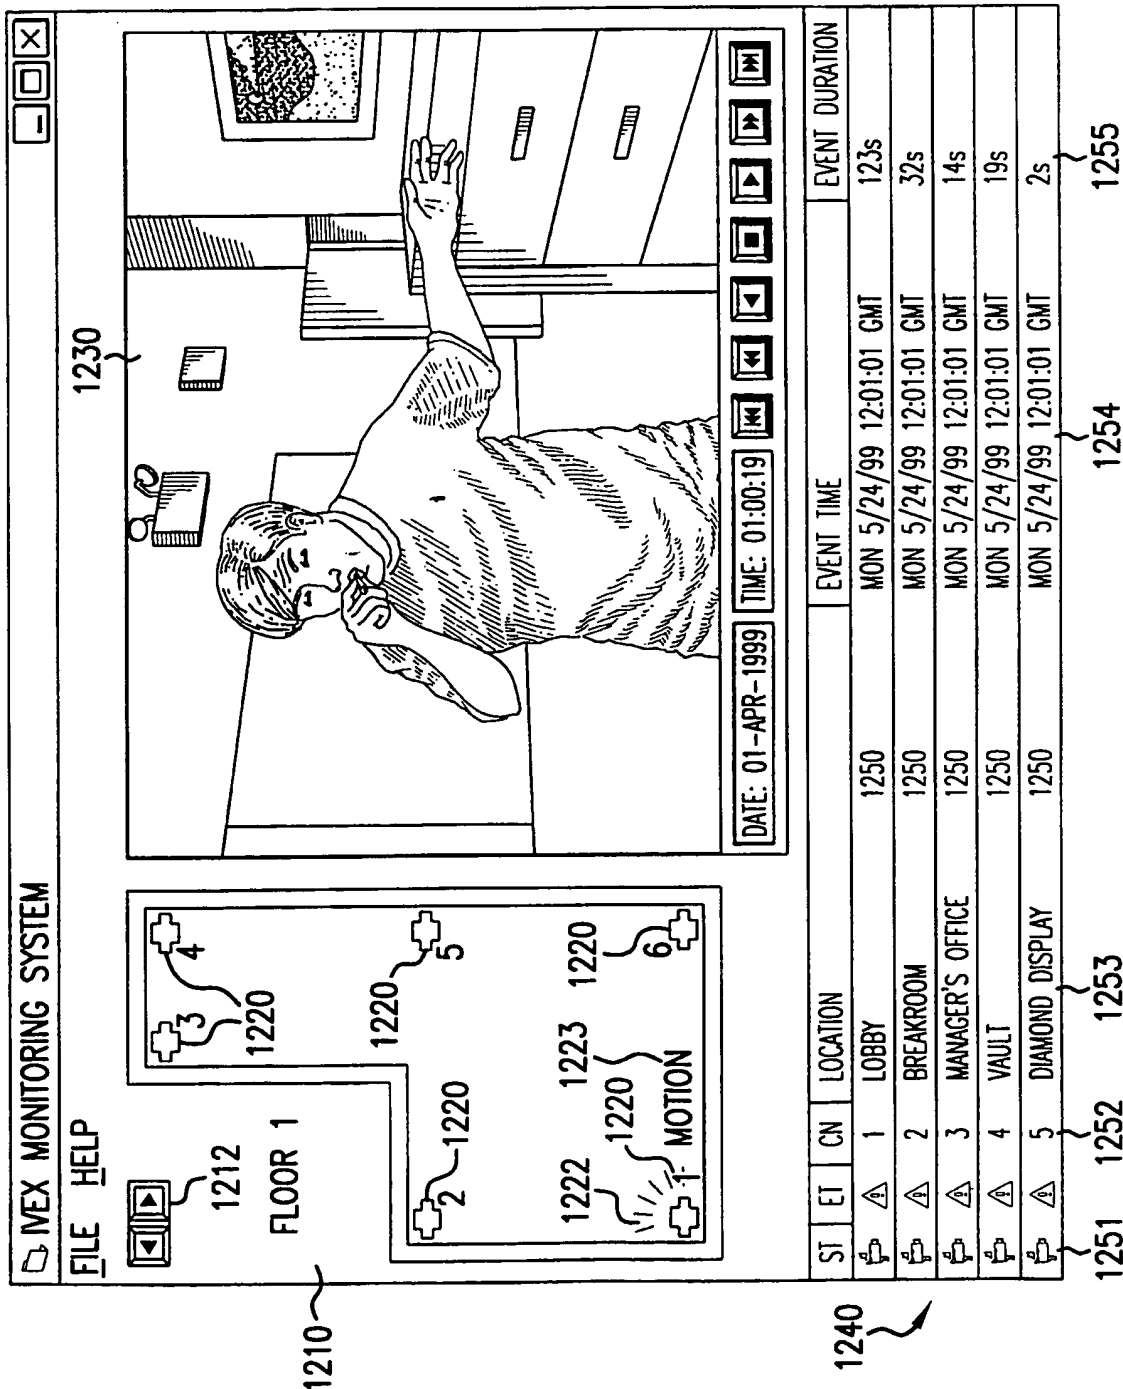 IVEX MONITORING SYSTEM
FILE HELP
1212
FLOOR 1
1210
3
4
1220
2
1220
1220
5
1222
1
1220
MOTION
1223
1220
6
1230
DATE: 01-APR-1999 TIME: 01:00:19
ST ET CN LOCATION EVENT TIME EVENT DURATION
1 LOBBY 1250 MON 5/24/99 12:01:01 GMT 123s
2 BREAKROOM 1250 MON 5/24/99 12:01:01 GMT 32s
3 MANAGER'S OFFICE 1250 MON 5/24/99 12:01:01 GMT 14s
4 VAULT 1250 MON 5/24/99 12:01:01 GMT 19s
5 DIAMOND DISPLAY 1250 MON 5/24/99 12:01:01 GMT 2s
1240
1251 1252 1253 1254 1255